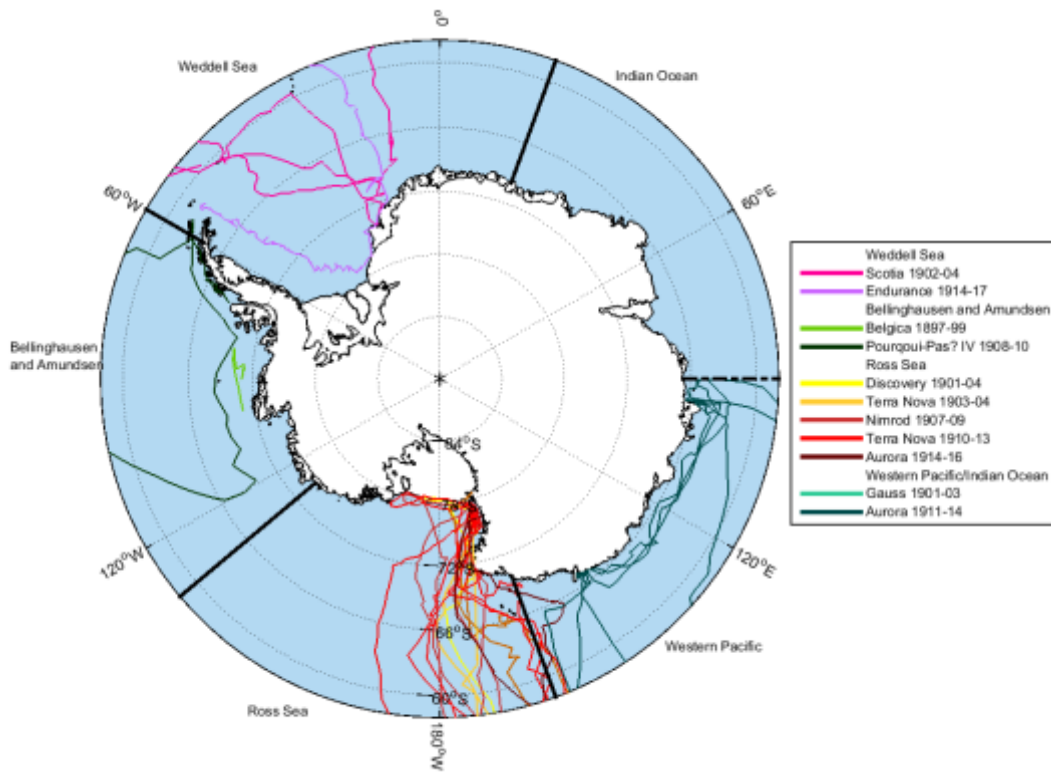 0°
Weddell Sea
Indian Ocean
60°W
60°E
Weddell Sea
Scotia 1902-04
Endurance 1914-17
Bellinghausen and Amundsen
Belgica 1897-99
Pourqoui-Pas? IV 1908-10
Ross Sea
Discovery 1901-04
Terra Nova 1903-04
Nimrod 1907-09
Terra Nova 1910-13
Aurora 1914-16
Western Pacific/Indian Ocean
Gauss 1901-03
Aurora 1911-14
Bellinghausen
and Amundsen
84°S
120°W
72°S
120°E
66°S
Western Pacific
60°S
Ross Sea
180°W